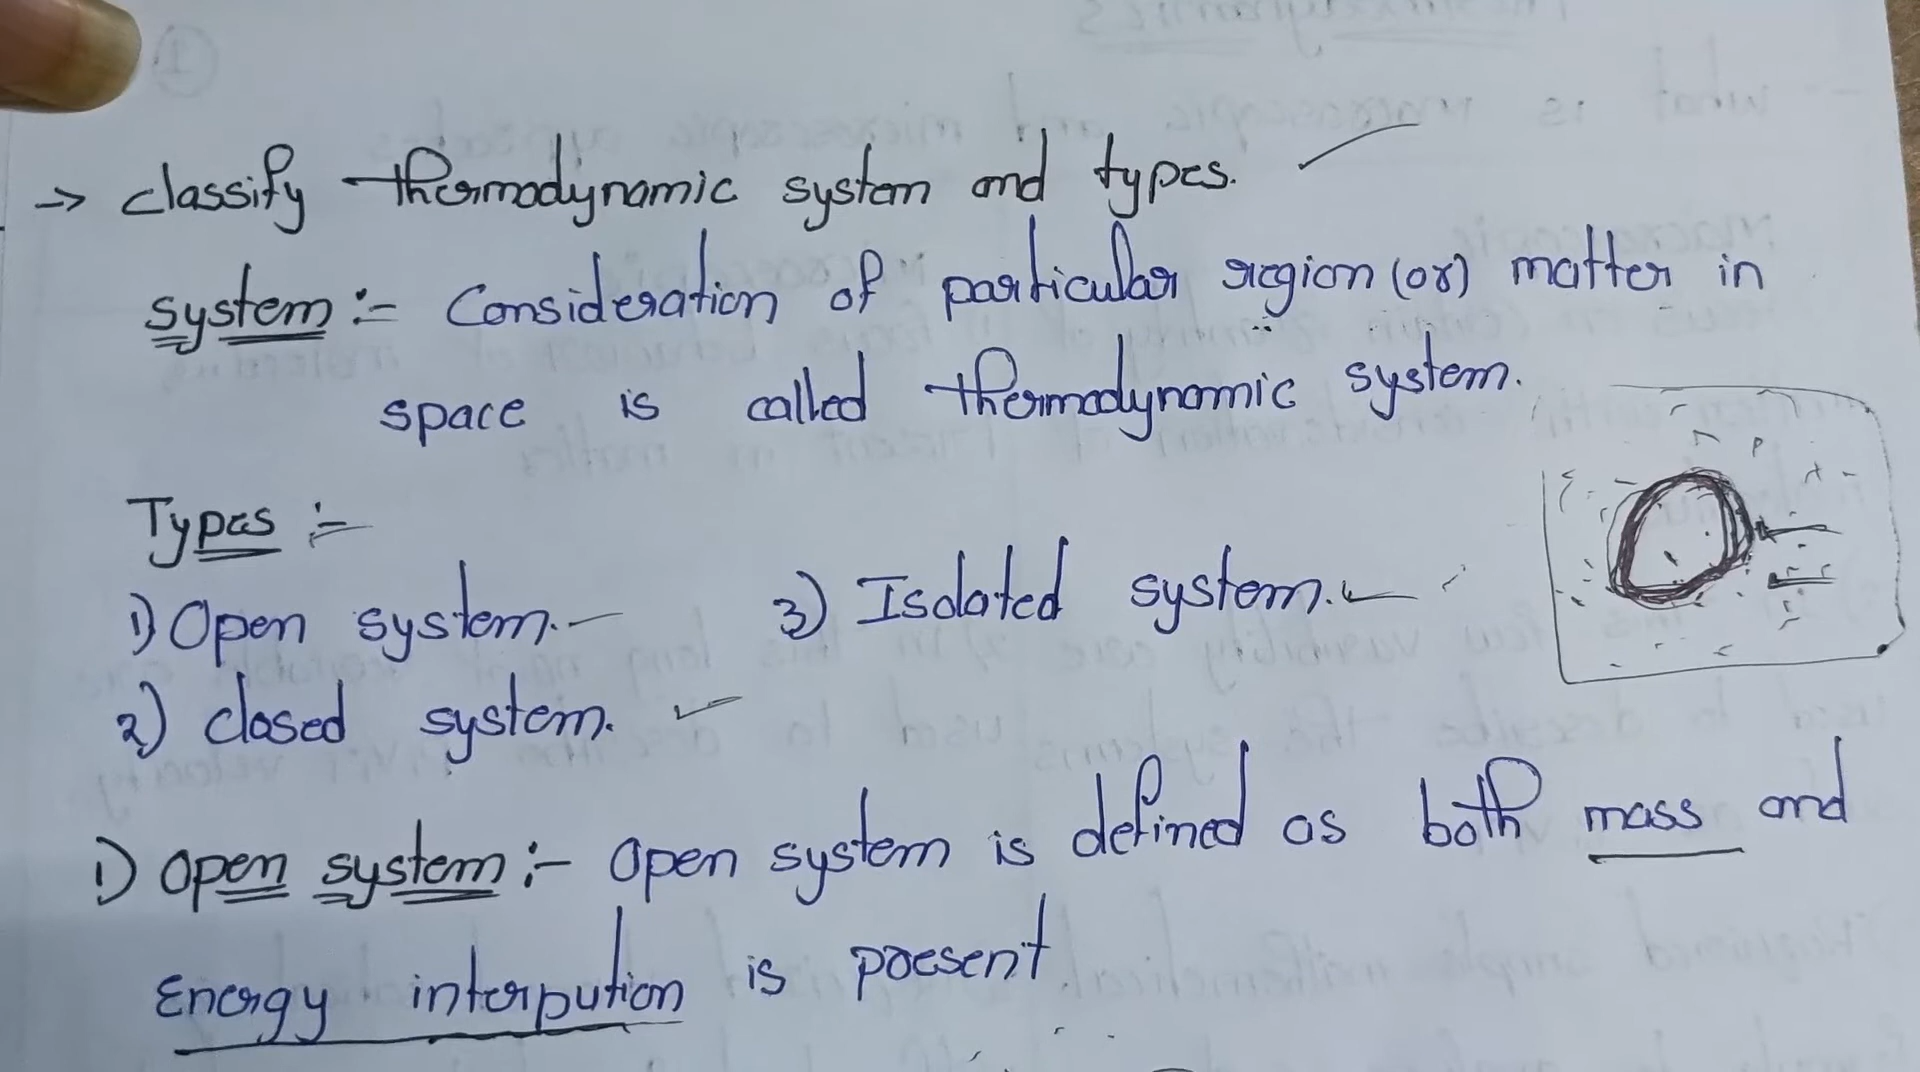 ①
→ classify thermodynamic system and types.
system :- Consideration of particular region (or) matter in
space is called thermodynamic system.
Types :-
1) Open system.
3) Isolated system.
2) closed system.
1) open system :- open system is defined as both mass and
Energy interpution is present